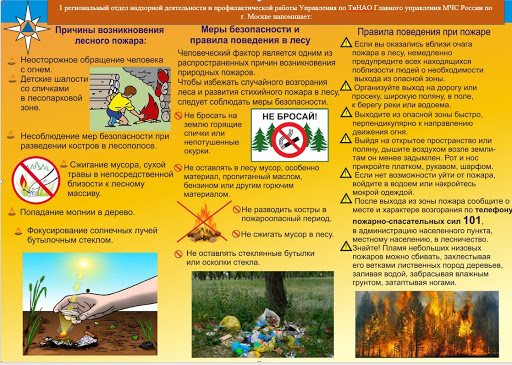 I региональный отдел надзорной деятельности и профилактической работы Управления по ТиНАО Главного управления МЧС России по
г. Москве напоминает:
Причины возникновения
лесного пожара:
Неосторожное обращение человека
с огнем.
Детские шалости
со спичками
в лесопарковой
зоне.
Несоблюдение мер безопасности при
разведении костров в лесополосе.
Сжигание мусора, сухой
травы в непосредственной
близости к лесному
массиву.
Попадание молнии в дерево.
Фокусирование солнечных лучей
бутылочным стеклом.
Меры безопасности и
правила поведения в лесу
Человеческий фактор является одним из
распространенных причин возникновения
природных пожаров.
Чтобы избежать случайного возгорания
леса и развития стихийного пожара в лесу,
следует соблюдать меры безопасности.
Не бросать на
землю горящие
спички или
непотушенные
окурки.
НЕ БРОСАЙ!
Не оставлять в лесу мусор, особенно
материал, пропитанный маслом,
бензином или другим горючим
материалом.
Не разводить костры в
пожароопасный период.
Не сжигать мусор в лесу.
Не оставлять стеклянные бутылки
или осколки стекла.
Правила поведения при пожаре
Если вы оказались вблизи очага
пожара в лесу, немедленно
предупредите всех находящихся
поблизости людей о необходимости
выхода из опасной зоны.
Организуйте выход на дорогу или
просеку, широкую поляну, в поле,
к берегу реки или водоема.
Выходите из опасной зоны быстро,
перпендикулярно к направлению
движения огня.
Выйдя на открытое пространство или
поляну, дышите воздухом возле земли-
там он менее задымлен. Рот и нос
прикройте платком, рукавом, шарфом.
Если нет возможности уйти от пожара,
войдите в водоем или накройтесь
мокрой одеждой.
После выхода из зоны пожара сообщите о
месте и характере возгорания по телефону
пожарно-спасательных сил 101,
в администрацию населенного пункта,
местному населению, в лесничество.
Знайте! Пламя небольших низовых
пожаров можно сбивать, захлестывая
его ветками лиственных пород деревьев,
заливая водой, забрасывая влажным
грунтом, затаптывая ногами.